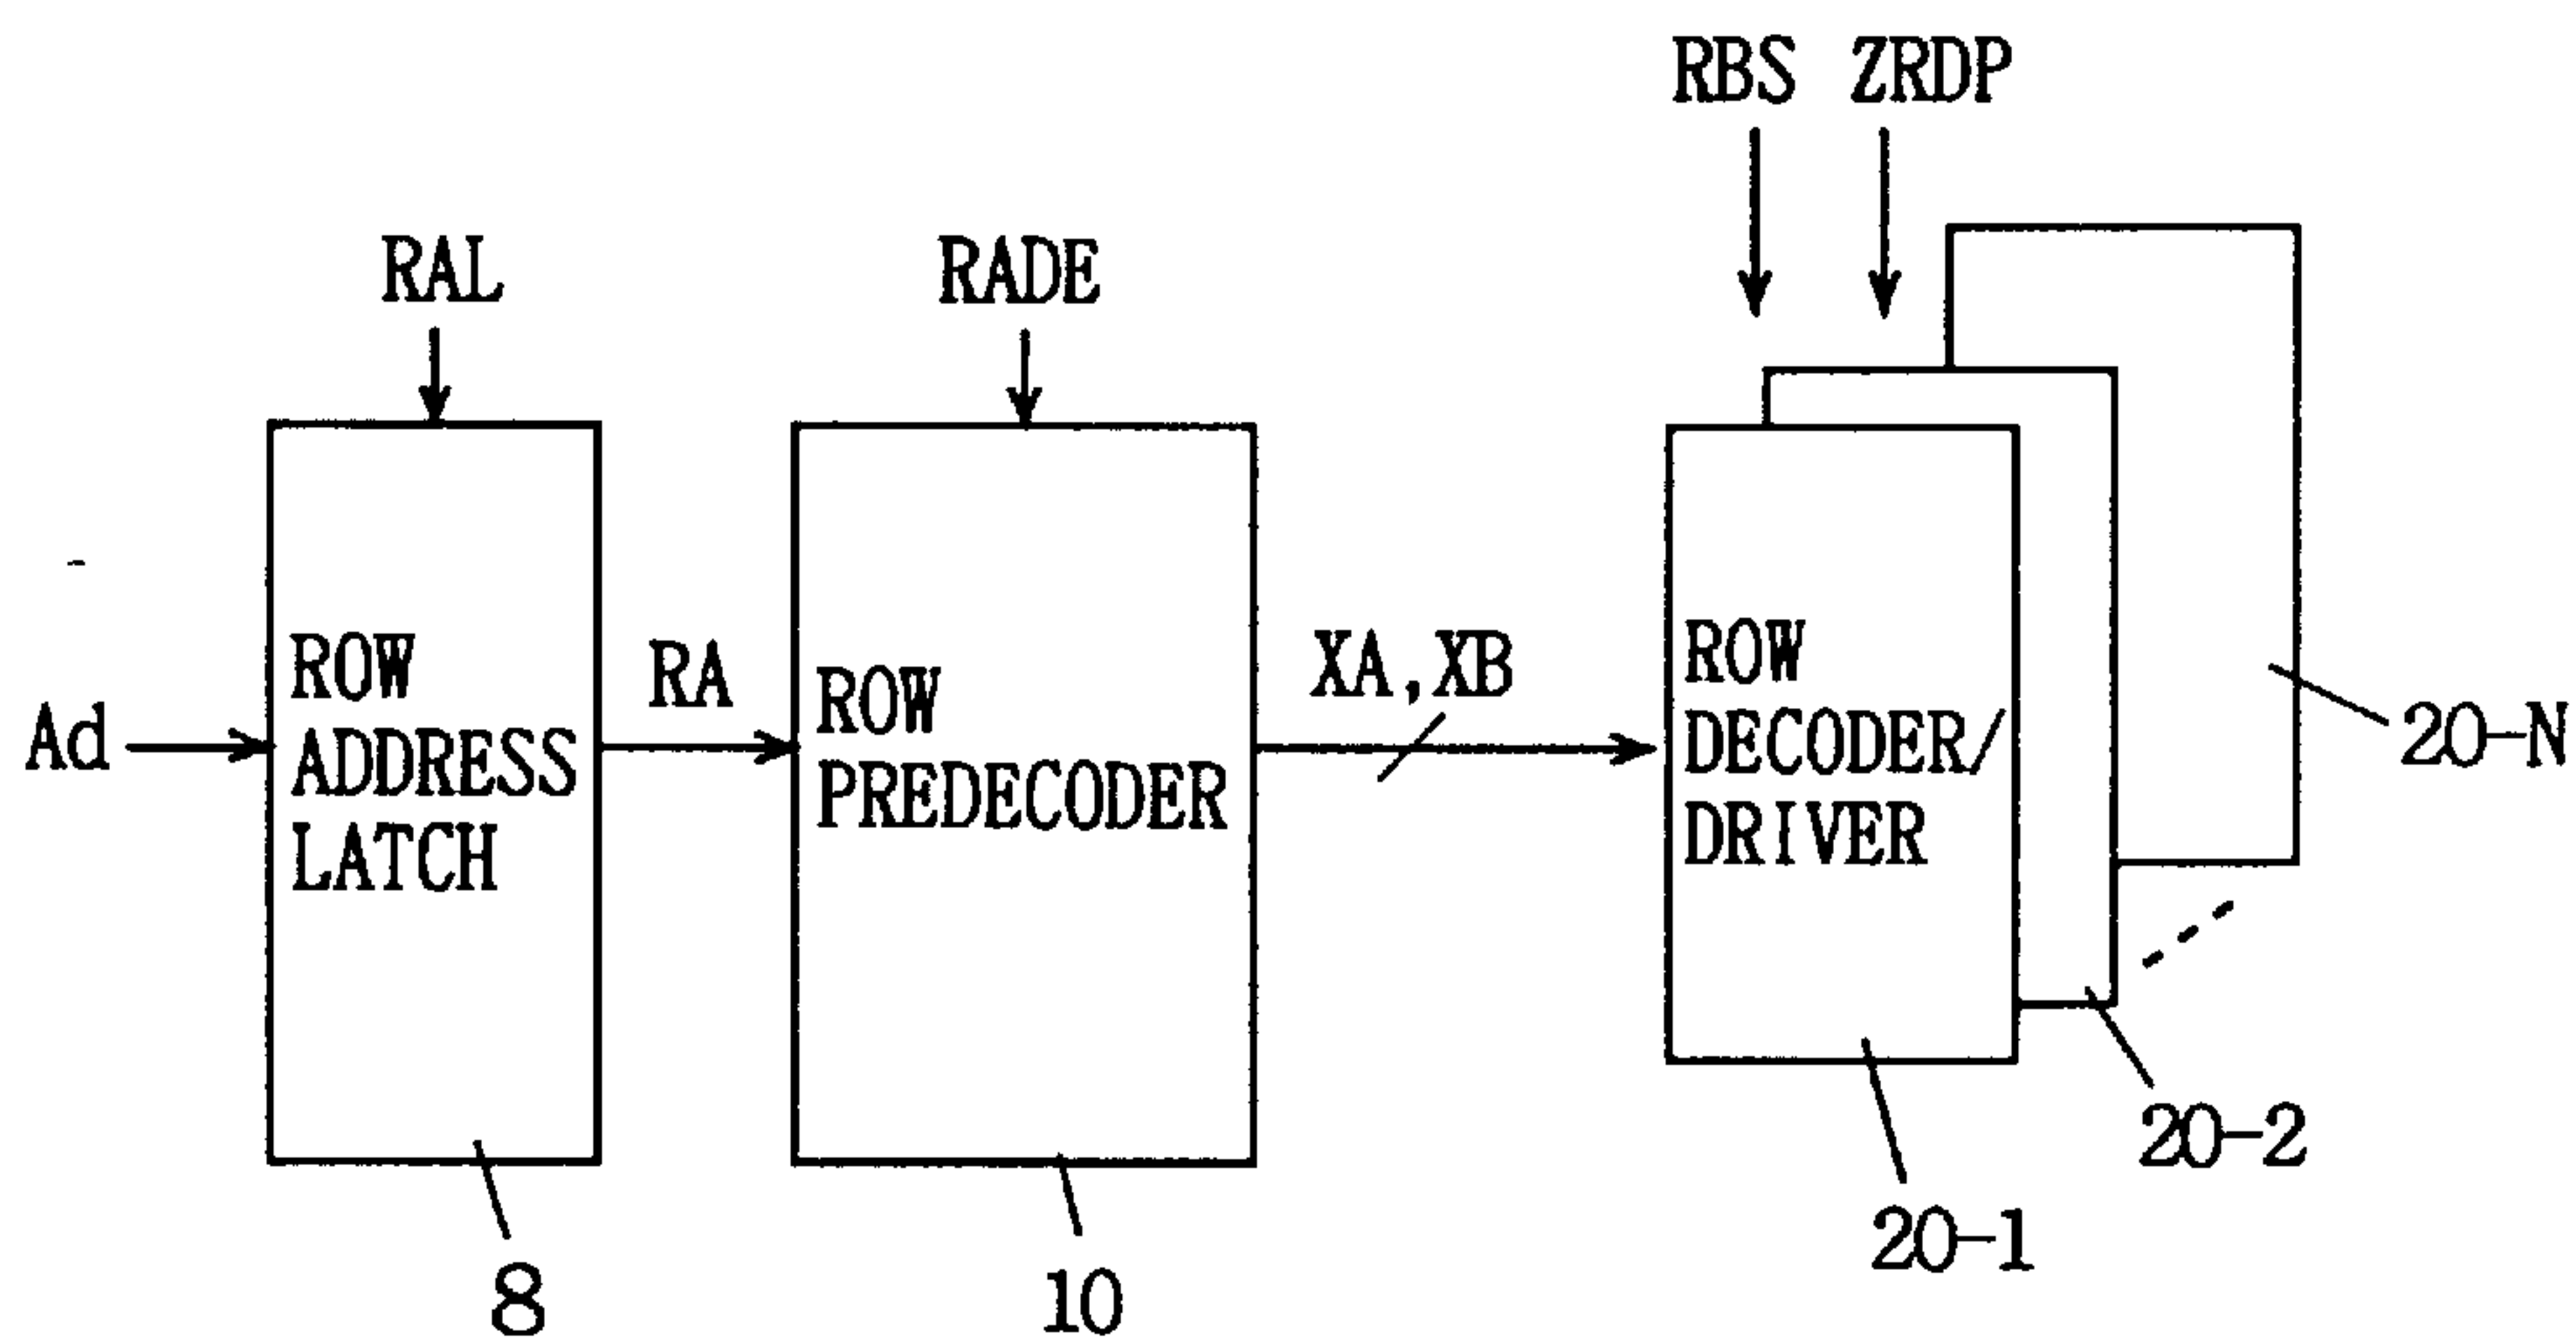 RBS ZRDP
RAL
RADE
Ad
ROW
ADDRESS
LATCH
RA
ROW
PREDECODER
XA,XB
ROW
DECODER/
DRIVER
20-N
20-2
20-1
8
10